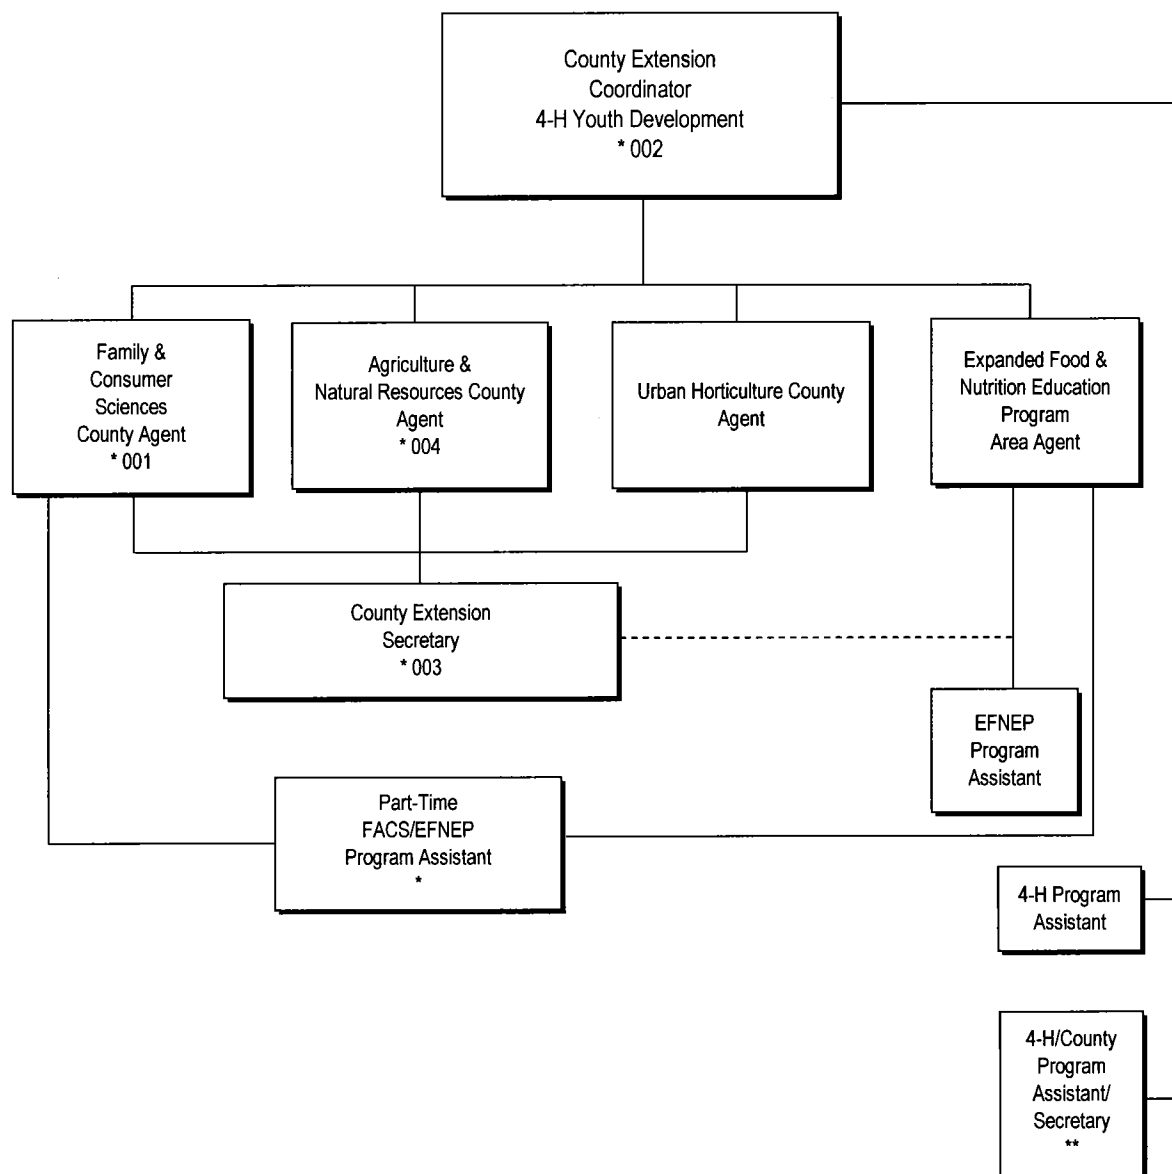 County Extension
Coordinator
4-H Youth Development
* 002
Family &
Consumer
Sciences
County Agent
* 001
Agriculture &
Natural Resources County
Agent
* 004
Urban Horticulture County
Agent
Expanded Food &
Nutrition Education
Program
Area Agent
County Extension
Secretary
* 003
EFNEP
Program
Assistant
Part-Time
FACS/EFNEP
Program Assistant
*
4-H Program
Assistant
4-H/County
Program
Assistant/
Secretary
**